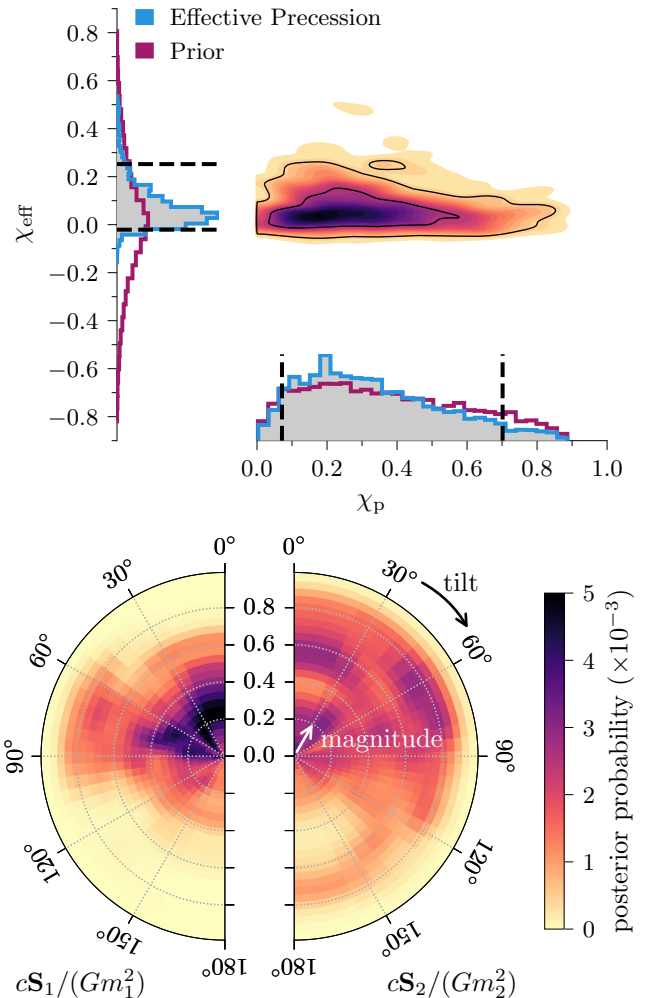 Effective Precession
Prior
0.8
0.6
0.4
0.2
0.0
−0.2
−0.4
−0.6
−0.8
χeff
0.0 0.2 0.4 0.6 0.8 1.0
χp
0° 0°
30° 30° tilt
60° 60°
90° 90°
120° 120°
150° 150°
180° 180°
0.8
0.6
0.4
0.2
0.0
magnitude
5
4
3
2
1
0
posterior probability (×10⁻³)
cS₁/(Gm₁²) cS₂/(Gm₂²)